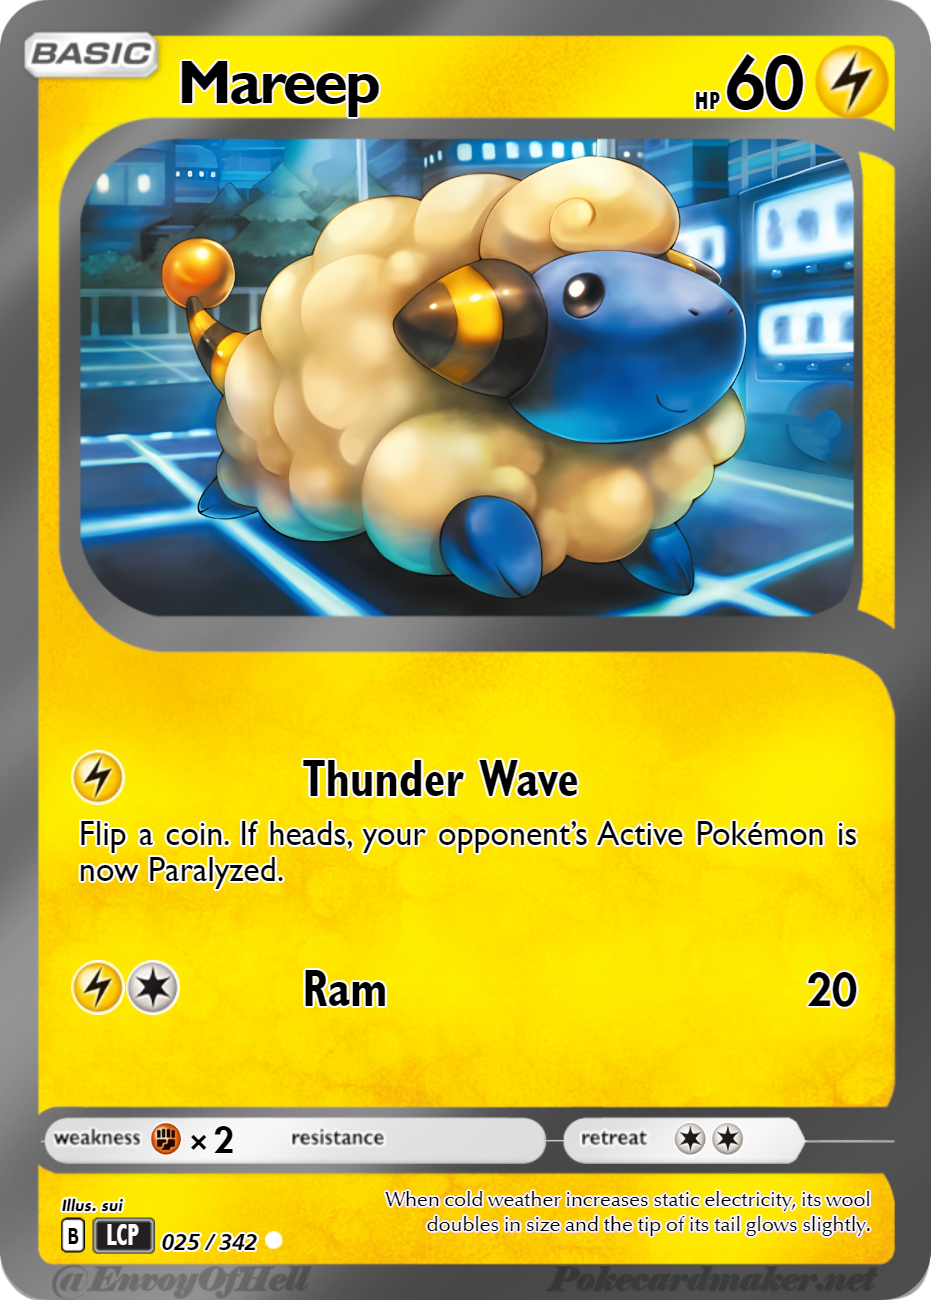 BASIC
Mareep
HP 60
Thunder Wave
Flip a coin. If heads, your opponent's Active Pokémon is
now Paralyzed.
Ram 20
weakness × 2 resistance retreat
Illus. sui
When cold weather increases static electricity, its wool
doubles in size and the tip of its tail glows slightly.
B LCP 025 / 342
@EnvoyOfHell Pokecardmaker.net